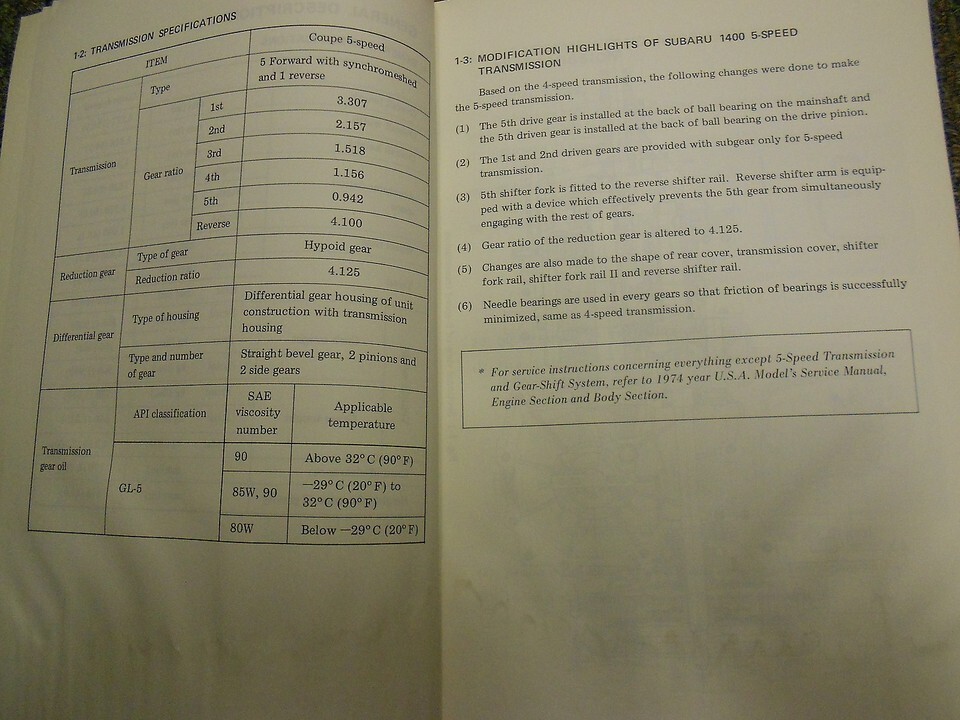 1-2: TRANSMISSION SPECIFICATIONS
ITEM
Coupe 5-speed
Transmission
Type
5 Forward with synchromeshed
and 1 reverse
Gear ratio
1st
3.307
2nd
2.157
3rd
1.518
4th
1.156
5th
0.942
Reverse
4.100
Reduction gear
Type of gear
Hypoid gear
Reduction ratio
4.125
Differential gear
Type of housing
Differential gear housing of unit
construction with transmission
housing
Type and number
of gear
Straight bevel gear, 2 pinions and
2 side gears
Transmission
gear oil
API classification
SAE
viscosity
number
Applicable
temperature
GL-5
90
Above 32°C (90°F)
85W, 90
−29°C (20°F) to
32°C (90°F)
80W
Below −29°C (20°F)
1-3: MODIFICATION HIGHLIGHTS OF SUBARU 1400 5-SPEED
TRANSMISSION
Based on the 4-speed transmission, the following changes were done to make
the 5-speed transmission.
(1) The 5th drive gear is installed at the back of ball bearing on the mainshaft and
the 5th driven gear is installed at the back of ball bearing on the drive pinion.
(2) The 1st and 2nd driven gears are provided with subgear only for 5-speed
transmission.
(3) 5th shifter fork is fitted to the reverse shifter rail. Reverse shifter arm is equip-
ped with a device which effectively prevents the 5th gear from simultaneously
engaging with the rest of gears.
(4) Gear ratio of the reduction gear is altered to 4.125.
(5) Changes are also made to the shape of rear cover, transmission cover, shifter
fork rail, shifter fork rail II and reverse shifter rail.
(6) Needle bearings are used in every gears so that friction of bearings is successfully
minimized, same as 4-speed transmission.
* For service instructions concerning everything except 5-Speed Transmission
and Gear-Shift System, refer to 1974 year U.S.A. Model's Service Manual,
Engine Section and Body Section.